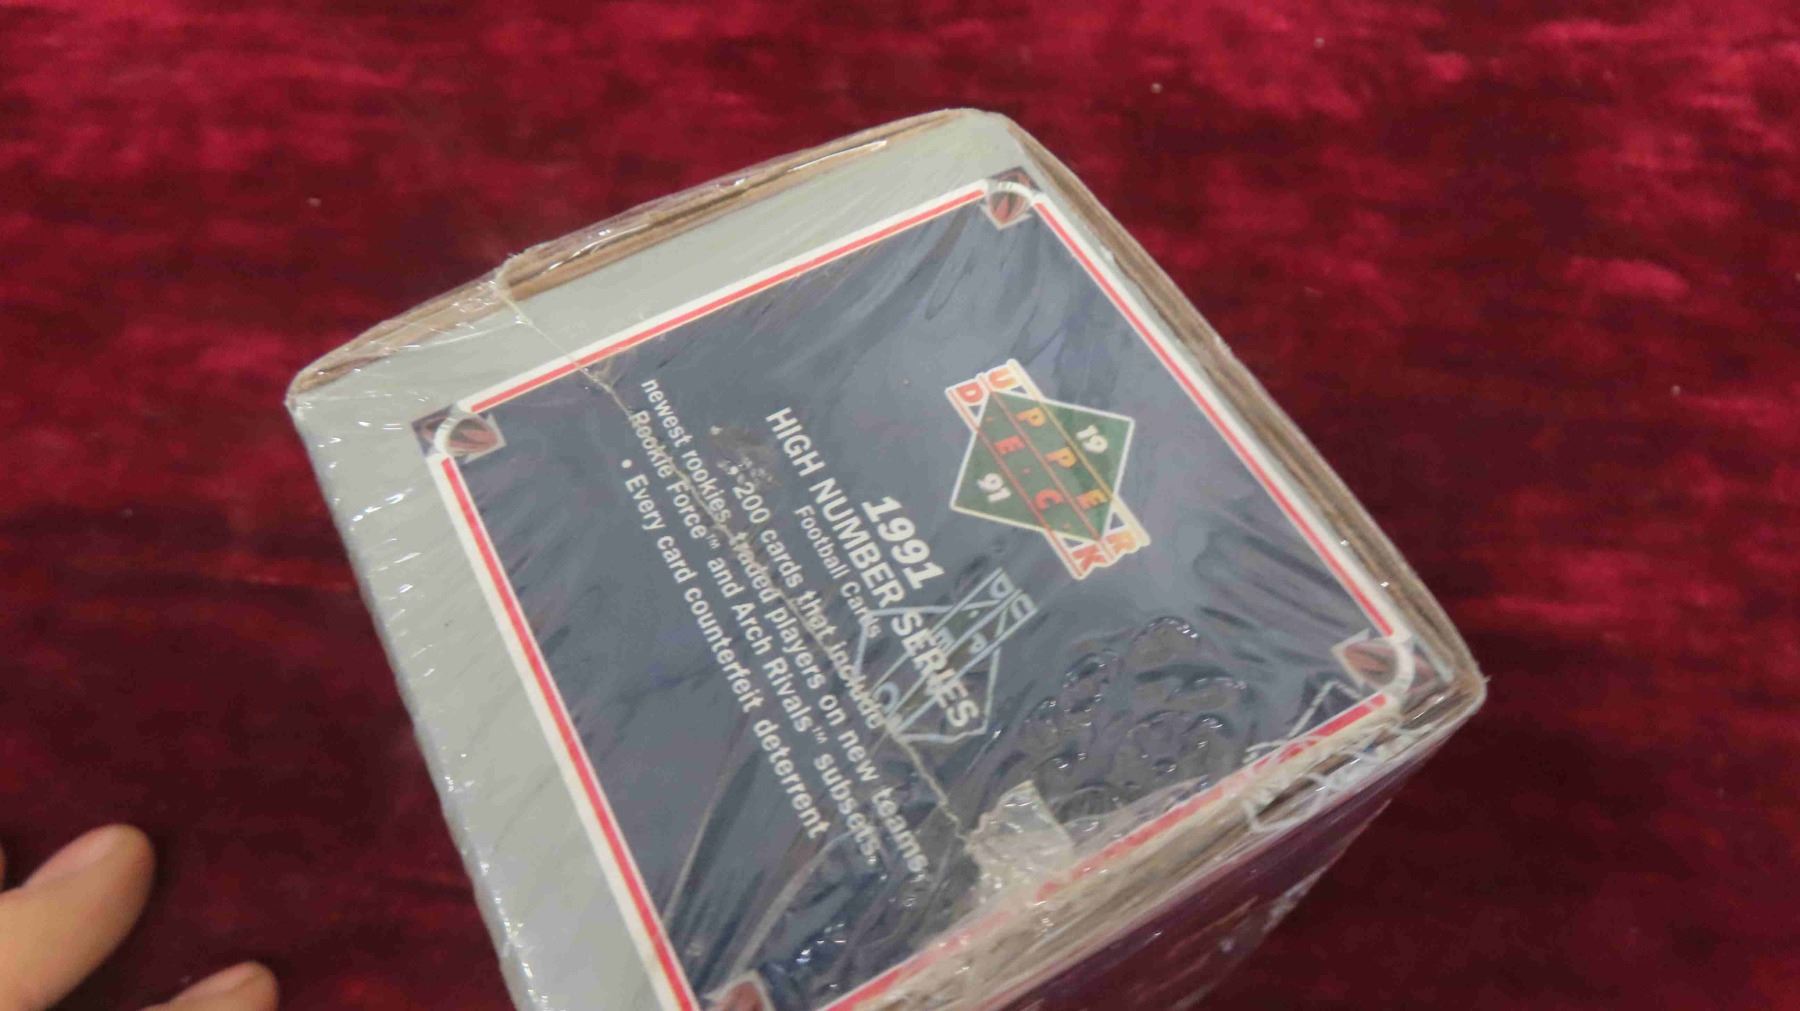 19 UPPER
DECK 91
1991
HIGH NUMBER SERIES
Football Cards
• 200 cards that include
newest rookies, traded players on new teams,
Rookie Force™ and Arch Rivals™ subsets.
• Every card counterfeit deterrent